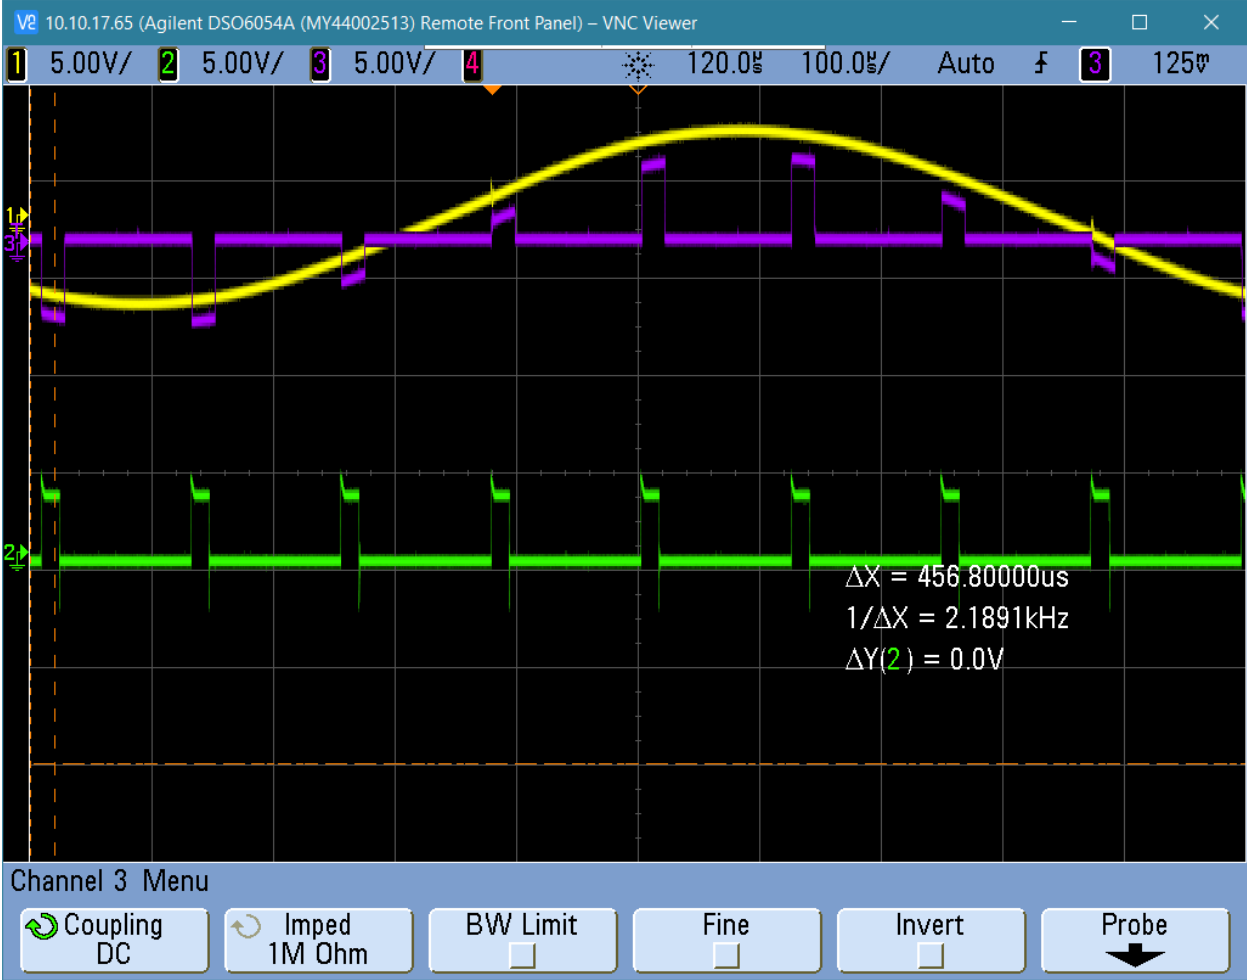 V2 10.10.17.65 (Agilent DSO6054A (MY44002513) Remote Front Panel) – VNC Viewer
1 5.00V/ 2 5.00V/ 3 5.00V/ 4 120.0µs 100.0µs/ Auto 3 125mV
1
3
2
ΔX = 456.80000us
1/ΔX = 2.1891kHz
ΔY(2) = 0.0V
Channel 3 Menu
Coupling Imped BW Limit Fine Invert Probe
DC 1M Ohm